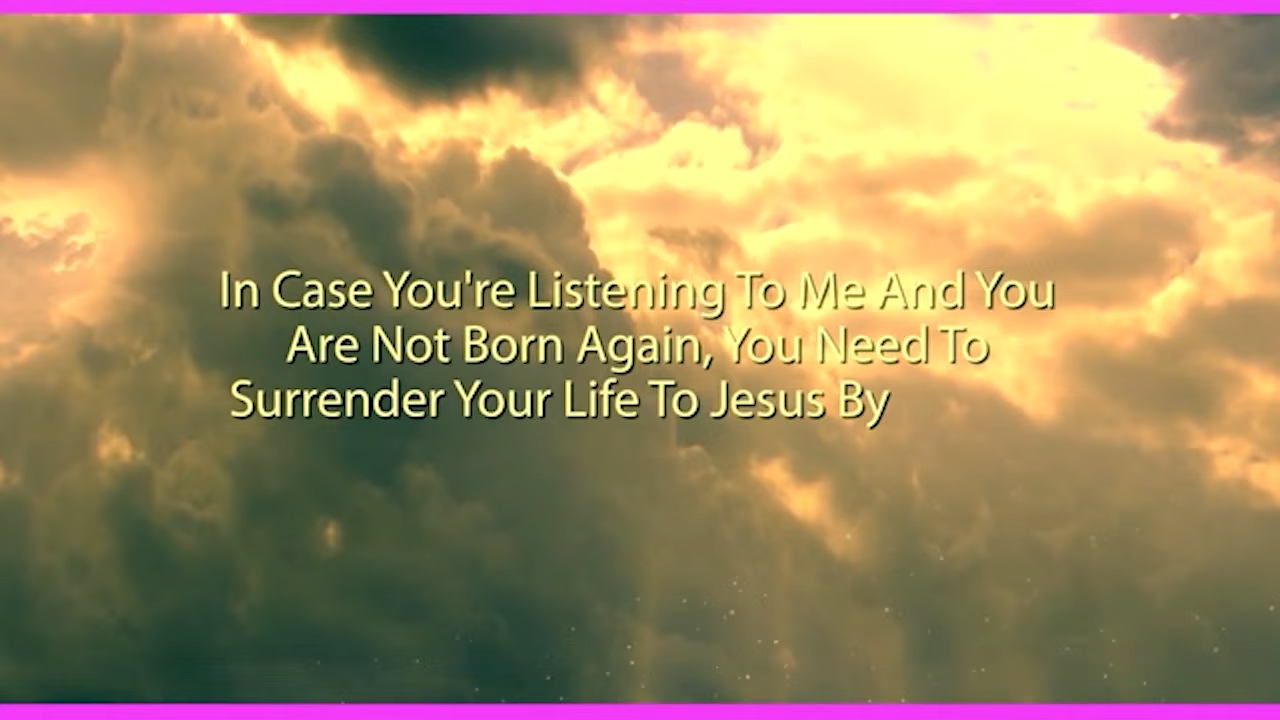 In Case You're Listening To Me And You
Are Not Born Again, You Need To
Surrender Your Life To Jesus By